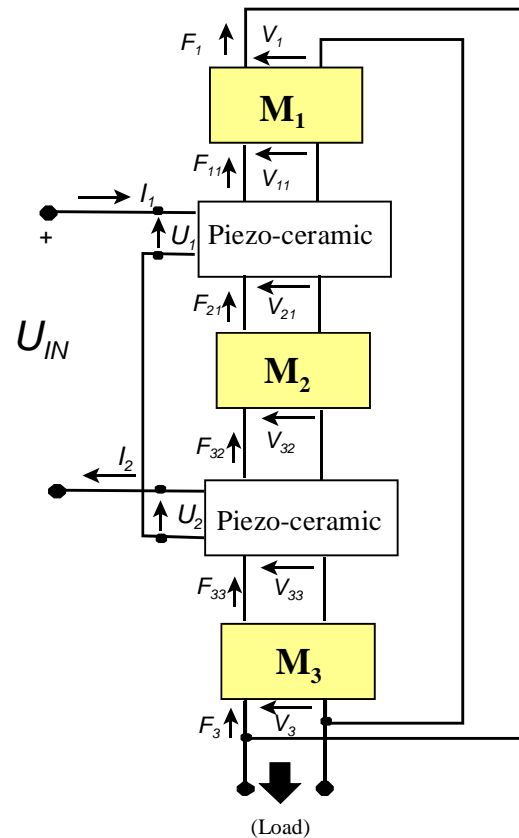 F1 V1
M1
F11 V11
I1
+ U1 Piezo-ceramic
F21 V21
UIN
M2
F32 V32
I2
U2 Piezo-ceramic
F33 V33
M3
F3 V3
(Load)